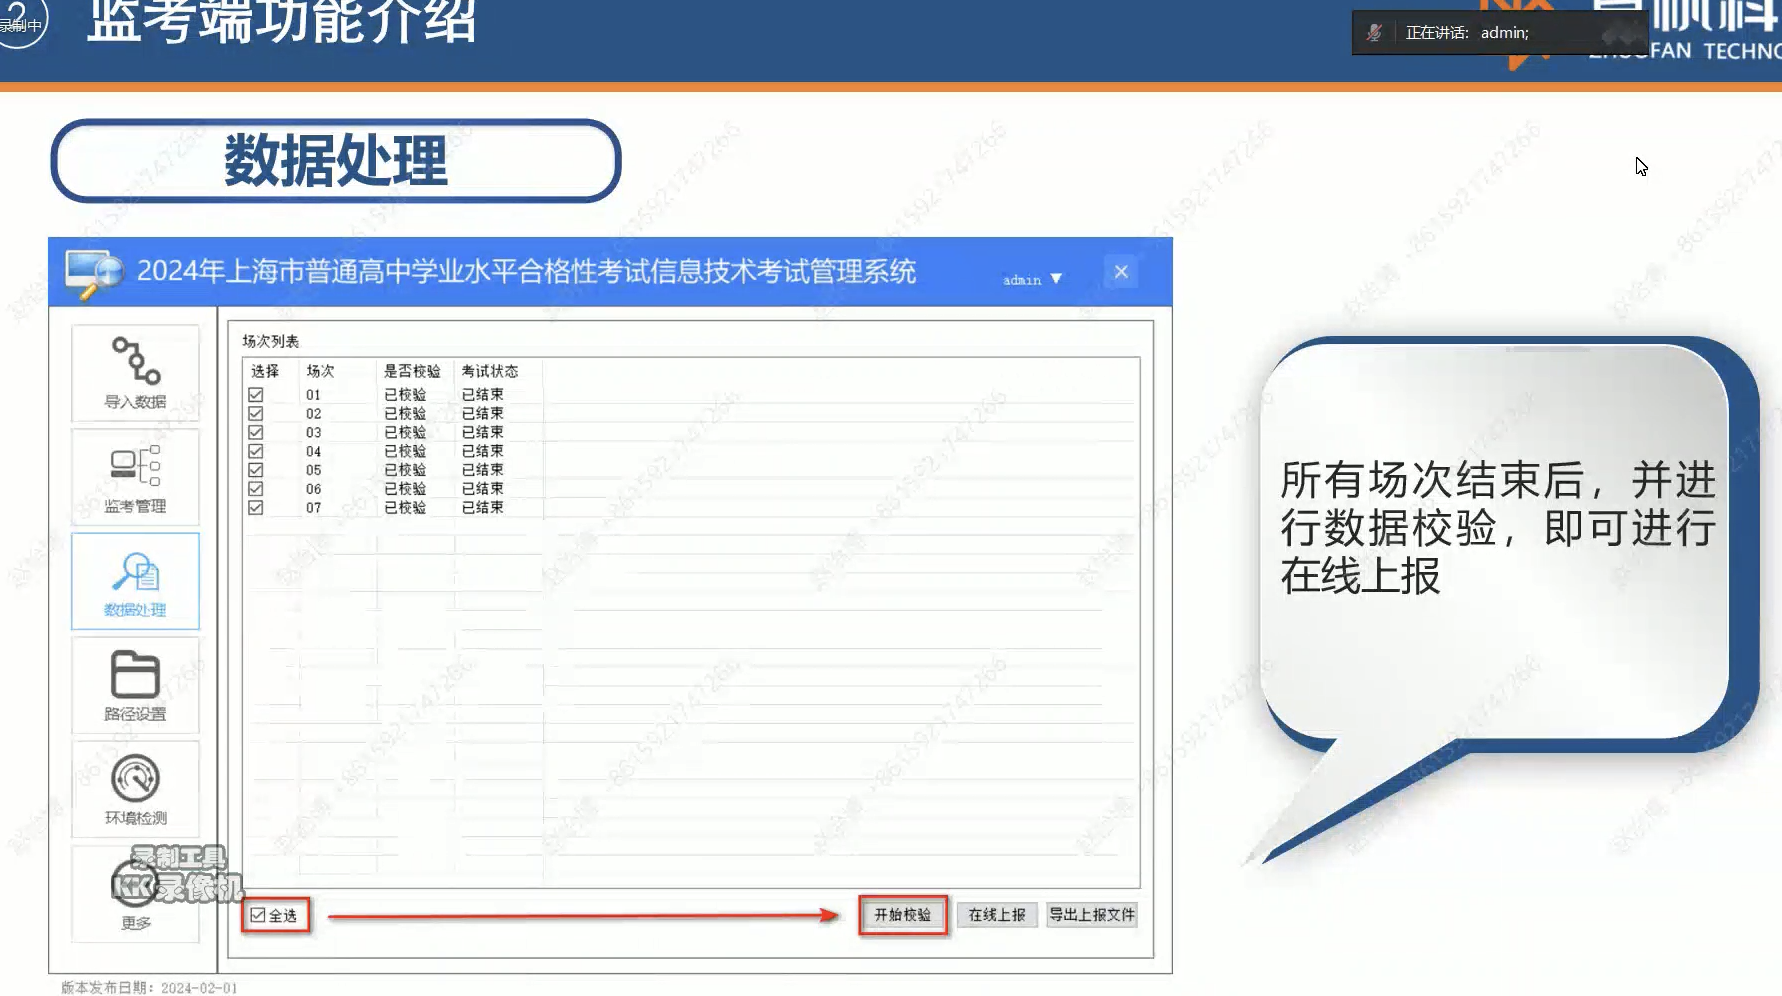 2
录制中
监考端功能介绍
正在讲话: admin;
FAN TECHNO
数据处理
2024年上海市普通高中学业水平合格性考试信息技术考试管理系统
admin
导入数据
监考管理
数据处理
路径设置
环境检测
更多
场次列表
选择 场次 是否校验 考试状态
01 已校验 已结束
02 已校验 已结束
03 已校验 已结束
04 已校验 已结束
05 已校验 已结束
06 已校验 已结束
07 已校验 已结束
全选 开始校验 在线上报 导出上报文件
所有场次结束后，并进
行数据校验，即可进行
在线上报
录制工具
KK录像机
版本发布日期: 2024-02-01